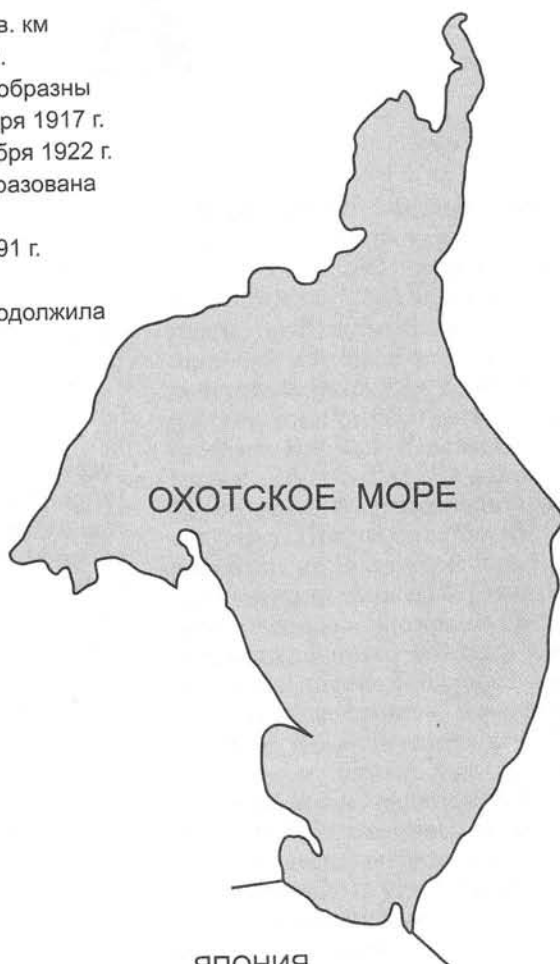 в. км
.
образны
ря 1917 г.
бря 1922 г.
разована
91 г.
одолжила
ОХОТСКОЕ МОРЕ
ЯПОНИЯ